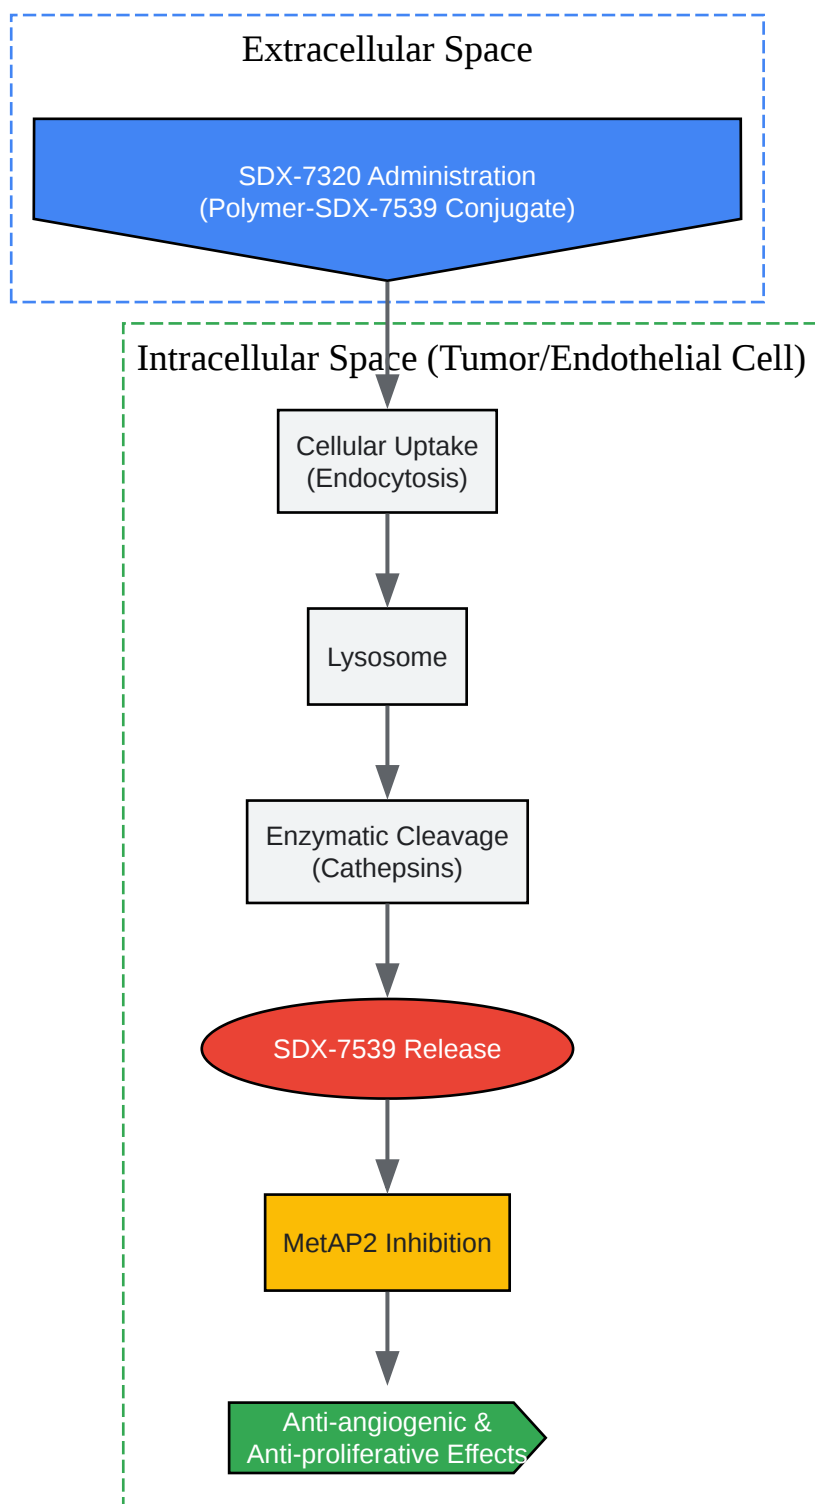 Extracellular Space
SDX-7320 Administration
(Polymer-SDX-7539 Conjugate)
Intracellular Space (Tumor/Endothelial Cell)
Cellular Uptake
(Endocytosis)
Lysosome
Enzymatic Cleavage
(Cathepsins)
SDX-7539 Release
MetAP2 Inhibition
Anti-angiogenic &
Anti-proliferative Effects